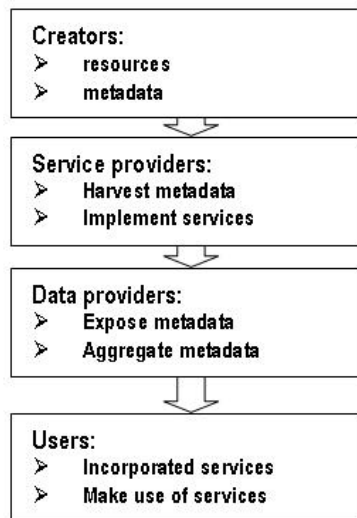 Creators:
➢ resources
➢ metadata
Service providers:
➢ Harvest metadata
➢ Implement services
Data providers:
➢ Expose metadata
➢ Aggregate metadata
Users:
➢ Incorporated services
➢ Make use of services